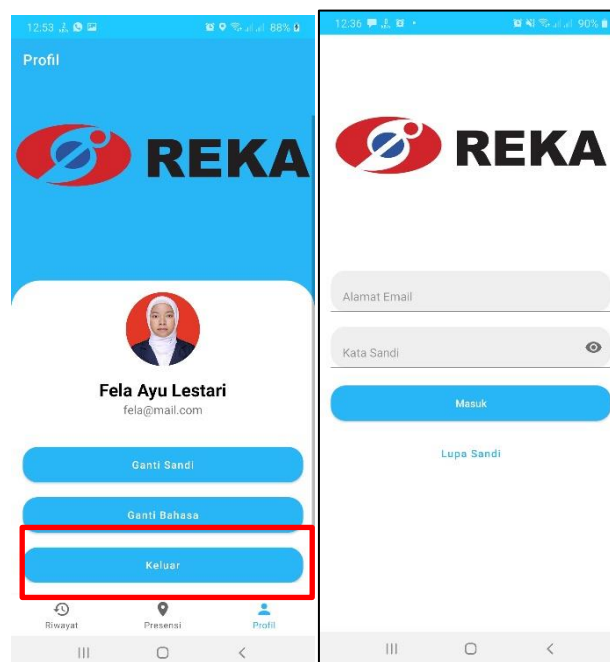 12:53
88%
Profil
REKA
Fela Ayu Lestari
fela@mail.com
Ganti Sandi
Ganti Bahasa
Keluar
Riwayat Presensi Profil
12:36
90%
REKA
Alamat Email
Kata Sandi
Masuk
Lupa Sandi